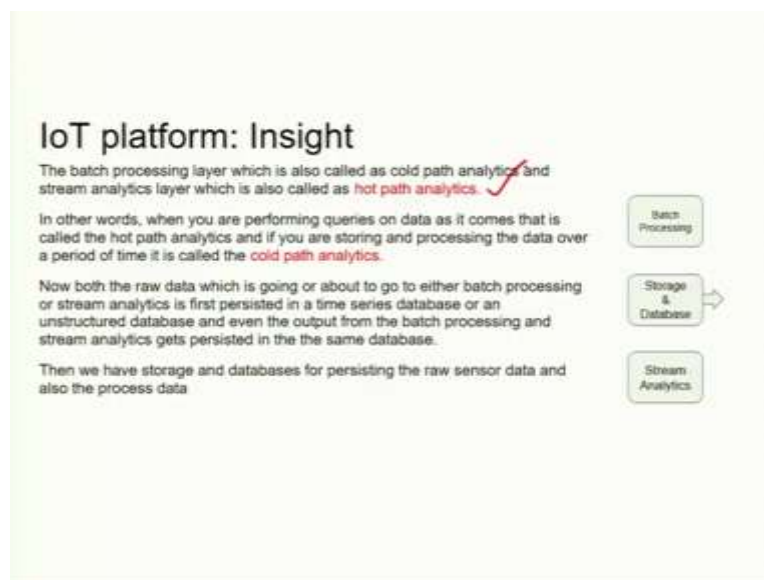 IoT platform: Insight
The batch processing layer which is also called as cold path analytics and
stream analytics layer which is also called as hot path analytics.
In other words, when you are performing queries on data as it comes that is
called the hot path analytics and if you are storing and processing the data over
a period of time it is called the cold path analytics.
Now both the raw data which is going or about to go to either batch processing
or stream analytics is first persisted in a time series database or an
unstructured database and even the output from the batch processing and
stream analytics gets persisted in the the same database.
Then we have storage and databases for persisting the raw sensor data and
also the process data
Batch
Processing
Storage
&
Database
Stream
Analytics